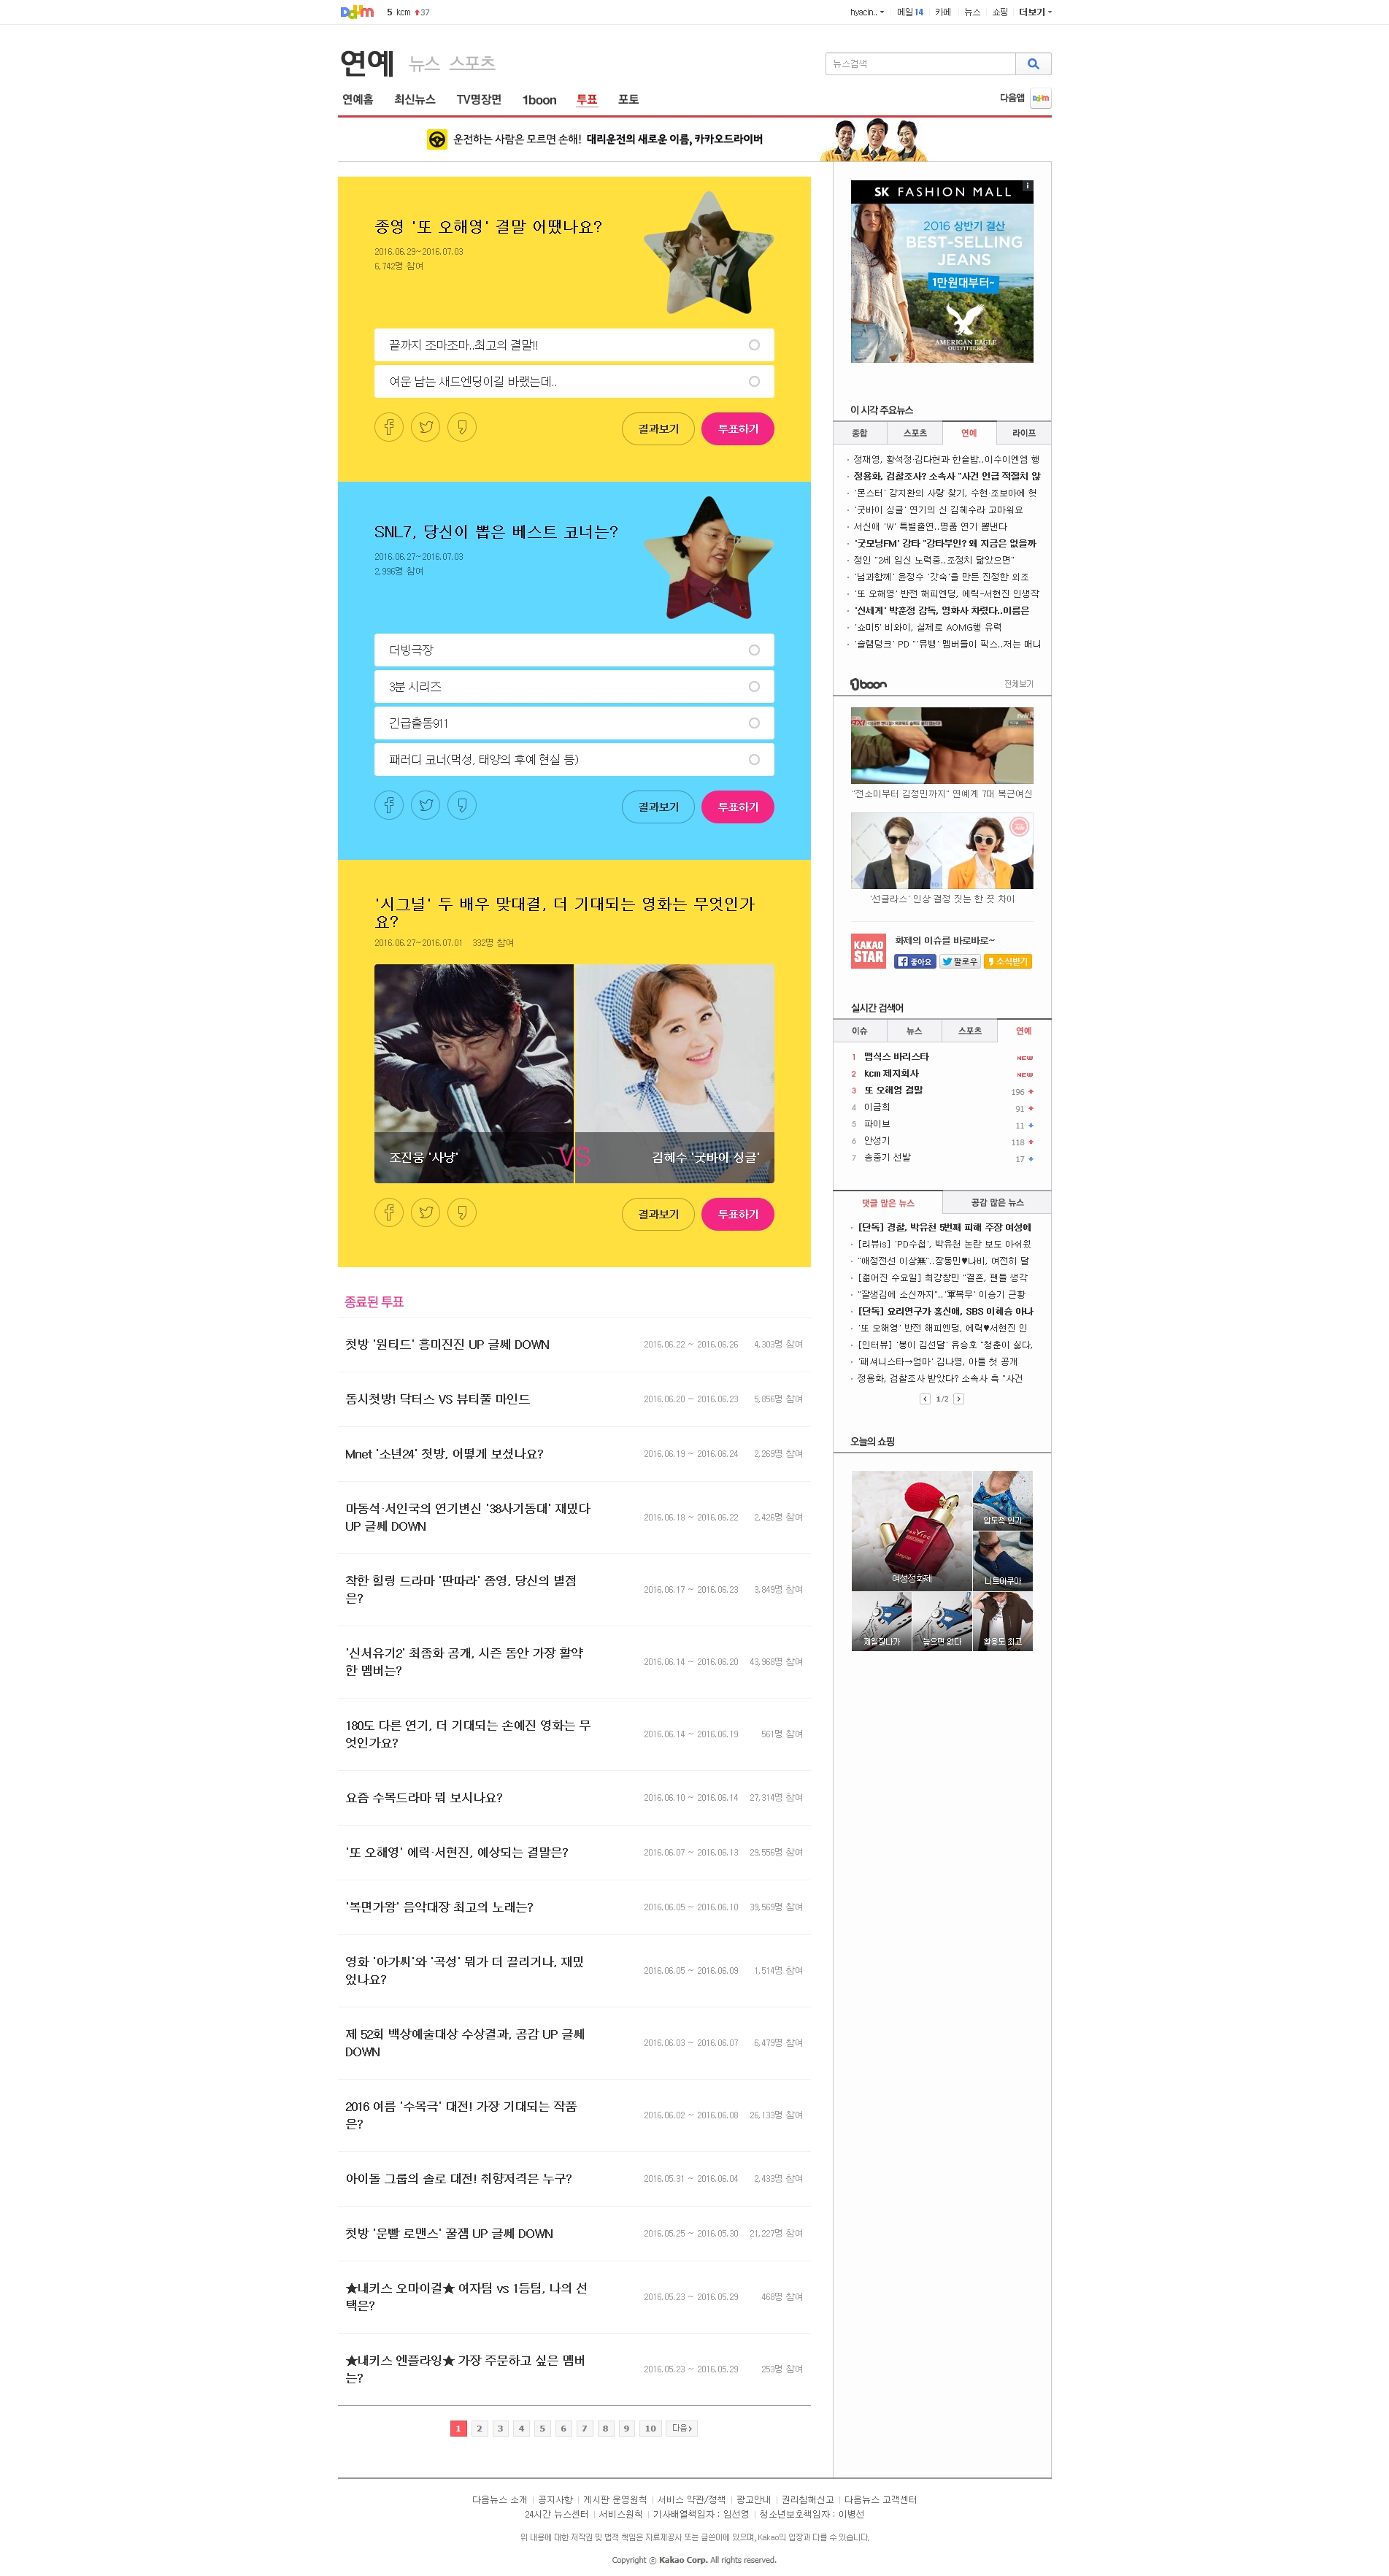 Daum 5 kcm 37
hyacin.. 메일 14 카페 뉴스 쇼핑 더보기
연예 뉴스 스포츠
뉴스검색
연예홈 최신뉴스 TV명장면 1boon 투표 포토
다음앱 Daum
운전하는 사람은 모르면 손해! 대리운전의 새로운 이름, 카카오드라이버
종영 '또 오해영' 결말 어땠나요?
2016.06.29~2016.07.03
6,742명 참여
끝까지 조마조마..최고의 결말!!
여운 남는 새드엔딩이길 바랬는데..
결과보기 투표하기
SNL7, 당신이 뽑은 베스트 코너는?
2016.06.27~2016.07.03
2,996명 참여
더빙극장
3분 시리즈
긴급출동911
패러디 코너(먹성, 태양의 후예 현실 등)
결과보기 투표하기
'시그널' 두 배우 맞대결, 더 기대되는 영화는 무엇인가
요?
2016.06.27~2016.07.01 332명 참여
조진웅 '사냥' VS 김혜수 '굿바이 싱글'
결과보기 투표하기
종료된 투표
첫방 '원티드' 흥미진진 UP 글쎄 DOWN 2016.06.22 ~ 2016.06.26 4,303명 참여
동시첫방! 닥터스 VS 뷰티풀 마인드 2016.06.20 ~ 2016.06.23 5,856명 참여
Mnet '소년24' 첫방, 어떻게 보셨나요? 2016.06.19 ~ 2016.06.24 2,269명 참여
마동석·서인국의 연기변신 '38사기동대' 재밌다
UP 글쎄 DOWN 2016.06.18 ~ 2016.06.22 2,426명 참여
착한 힐링 드라마 '딴따라' 종영, 당신의 별점
은? 2016.06.17 ~ 2016.06.23 3,849명 참여
'신서유기2' 최종화 공개, 시즌 동안 가장 활약
한 멤버는? 2016.06.14 ~ 2016.06.20 43,968명 참여
180도 다른 연기, 더 기대되는 손예진 영화는 무
엇인가요? 2016.06.14 ~ 2016.06.19 561명 참여
요즘 수목드라마 뭐 보시나요? 2016.06.10 ~ 2016.06.14 27,314명 참여
'또 오해영' 에릭·서현진, 예상되는 결말은? 2016.06.07 ~ 2016.06.13 29,556명 참여
'복면가왕' 음악대장 최고의 노래는? 2016.06.05 ~ 2016.06.10 39,569명 참여
영화 '아가씨'와 '곡성' 뭐가 더 끌리거나, 재밌
었나요? 2016.06.05 ~ 2016.06.09 1,514명 참여
제 52회 백상예술대상 수상결과, 공감 UP 글쎄
DOWN 2016.06.03 ~ 2016.06.07 6,479명 참여
2016 여름 '수목극' 대전! 가장 기대되는 작품
은? 2016.06.02 ~ 2016.06.08 26,133명 참여
아이돌 그룹의 솔로 대전! 취향저격은 누구? 2016.05.31 ~ 2016.06.04 2,433명 참여
첫방 '운빨 로맨스' 꿀잼 UP 글쎄 DOWN 2016.05.25 ~ 2016.05.30 21,227명 참여
★내키스 오마이걸★ 여자팀 vs 1등팀, 나의 선
택은? 2016.05.23 ~ 2016.05.29 468명 참여
★내키스 엔플라잉★ 가장 주문하고 싶은 멤버
는? 2016.05.23 ~ 2016.05.29 253명 참여
1 2 3 4 5 6 7 8 9 10 다음
SK FASHION MALL
2016 상반기 결산
BEST-SELLING
JEANS
1만원대부터~
AMERICAN EAGLE
OUTFITTERS
이 시각 주요뉴스
종합 스포츠 연예 라이프
정재영, 황석정·김다현과 한솥밥..이수이엔엠 행
정용화, 검찰조사? 소속사 "사건 언급 적절치 않
'몬스터' 강지환의 사랑 찾기, 수현·조보아에 헛
'굿바이 싱글' 연기의 신 김혜수라 고마워요
서신애 'W' 특별출연..명품 연기 뽐낸다
'굿모닝FM' 강타 "강타부인? 왜 지금은 없을까
정인 "2세 임신 노력중..조정치 닮았으면"
'님과함께' 윤정수 '갓숙'을 만든 진정한 외조
'또 오해영' 반전 해피엔딩, 에릭-서현진 인생작
'신세계' 박훈정 감독, 영화사 차렸다..이름은
'쇼미5' 비와이, 실제로 AOMG행 유력
'슬램덩크' PD "'뮤뱅' 멤버들이 픽스..저는 매니
1boon 전체보기
"전소미부터 김정민까지" 연예계 7대 복근여신
'선글라스' 인상 결정 짓는 한 끗 차이
KAKAO STAR
화제의 이슈를 바로바로~
좋아요 팔로우 소식받기
실시간 검색어
이슈 뉴스 스포츠 연예
1 맵식스 바리스타 NEW
2 kcm 제지회사 NEW
3 또 오해영 결말 196
4 이금희 91
5 파이브 11
6 안성기 118
7 송중기 선발 17
댓글 많은 뉴스 공감 많은 뉴스
[단독] 경찰, 박유천 5번째 피해 주장 여성에
[리뷰is] 'PD수첩', 박유천 논란 보도 아쉬웠
"애정전선 이상無"..장동민♥나비, 여전히 달
[젊어진 수요일] 최강창민 "결혼, 팬들 생각
"잘생김에 소신까지"..'軍복무' 이승기 근황
[단독] 요리연구가 홍신애, SBS 이혜승 아나
'또 오해영' 반전 해피엔딩, 에릭♥서현진 인
[인터뷰] '봉이 김선달' 유승호 "청춘이 싫다,
'패셔니스타→엄마' 김나영, 아들 첫 공개
정용화, 검찰조사 받았다? 소속사 측 "사건
1/2
오늘의 쇼핑
여성청결제
압도적 인기
니트아쿠아
제일잘나가
늦으면 없다
활용도 최고
다음뉴스 소개 | 공지사항 | 게시판 운영원칙 | 서비스 약관/정책 | 광고안내 | 권리침해신고 | 다음뉴스 고객센터
24시간 뉴스센터 | 서비스원칙 | 기사배열책임자 : 임선영 | 청소년보호책임자 : 이병선
위 내용에 대한 저작권 및 법적 책임은 자료제공사 또는 글쓴이에 있으며, Kakao의 입장과 다를 수 있습니다.
Copyright ⓒ Kakao Corp. All rights reserved.